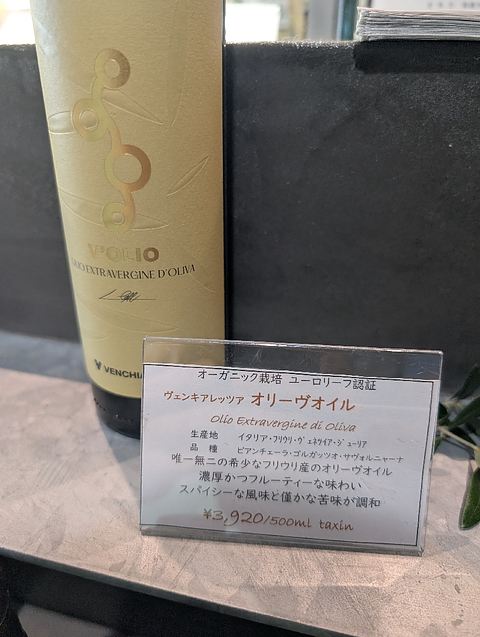 V'OLIO
OLIO EXTRAVERGINE D'OLIVA
VENCHIA
オーガニック栽培 ユーロリーフ認証
ヴェンキアレッツァ オリーヴオイル
Olio Extravergine di Oliva
生産地 イタリア・フリウリ・ヴェネツイア・ジューリア
品種 ビアンチェーラ・ゴルガッツオ・サヴォルニャーナ
唯一無二の希少なフリウリ産のオリーヴオイル
濃厚かつフルーティーな味わい
スパイシーな風味と僅かな苦味が調和
¥3,920/500ml taxin